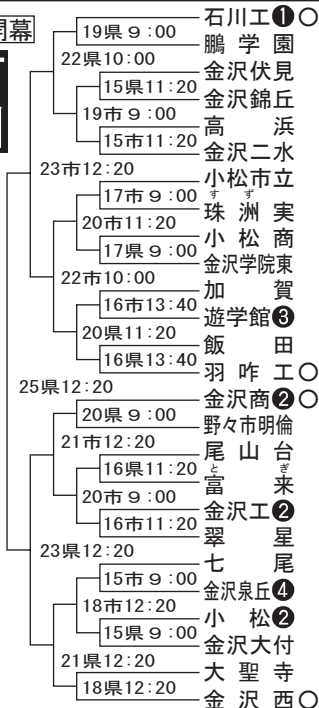 開幕
石川工❶○
19県9:00
鵬学園
22県10:00
金沢伏見
15県11:20
金沢錦丘
19市9:00
高浜
15市11:20
金沢二水
23市12:20
小松市立
17市9:00
すず
珠洲実
20市11:20
小松商
17県9:00
金沢学院東
22市10:00
加賀
16市13:40
遊学館❸
20県11:20
飯田
16県13:40
羽咋工○
25県12:20
金沢商❷○
20県9:00
野々市明倫
21市12:20
尾山台
16県11:20
とぎ
富来
20市9:00
金沢工❷
16市11:20
翠星
23県12:20
七尾
15市9:00
金沢泉丘❹
18市12:20
小松❷
15県9:00
金沢大付
21県12:20
大聖寺
18県12:20
金沢西○